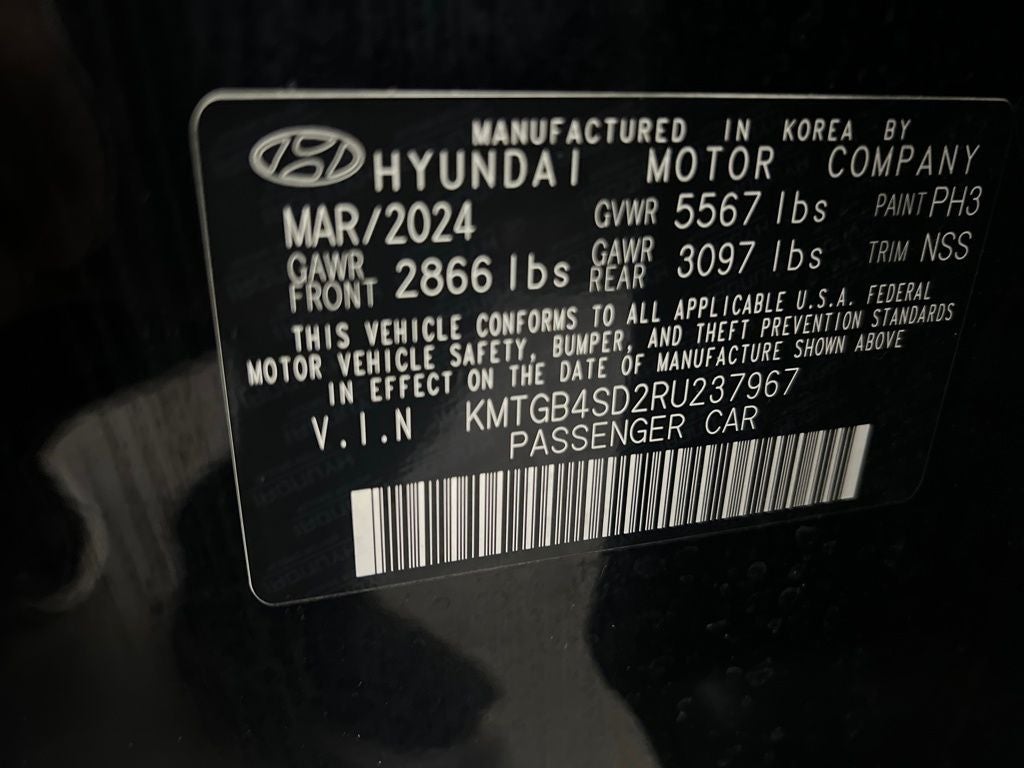 MANUFACTURED IN KOREA BY
HYUNDAI MOTOR COMPANY
MAR/2024 GVWR 5567 lbs PAINT PH3
GAWR FRONT 2866 lbs GAWR REAR 3097 lbs TRIM NSS
THIS VEHICLE CONFORMS TO ALL APPLICABLE U.S.A. FEDERAL
MOTOR VEHICLE SAFETY, BUMPER, AND THEFT PREVENTION STANDARDS
IN EFFECT ON THE DATE OF MANUFACTURE SHOWN ABOVE
V.I.N KMTGB4SD2RU237967
PASSENGER CAR